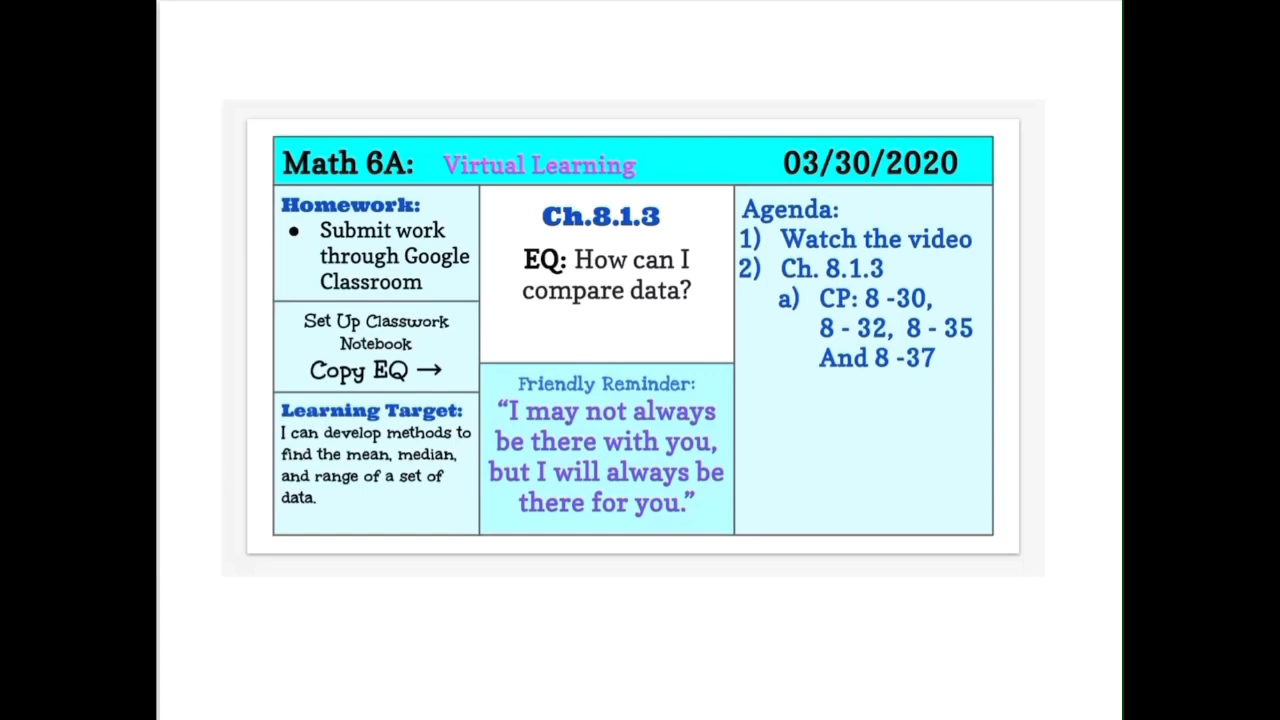 Math 6A: Virtual Learning 03/30/2020
Homework:
● Submit work
through Google
Classroom
Set Up Classwork
Notebook
Copy EQ →
Learning Target:
I can develop methods to
find the mean, median,
and range of a set of
data.
Ch.8.1.3
EQ: How can I
compare data?
Friendly Reminder:
“I may not always
be there with you,
but I will always be
there for you.”
Agenda:
1) Watch the video
2) Ch. 8.1.3
a) CP: 8 -30,
8 - 32, 8 - 35
And 8 -37